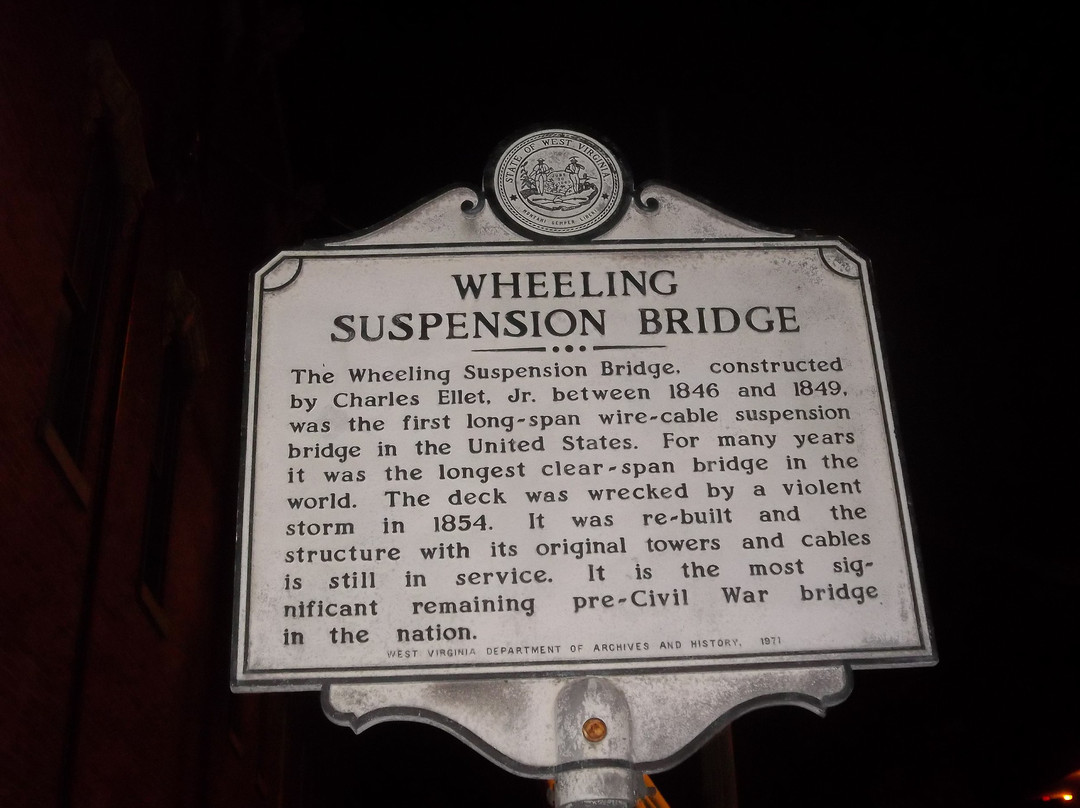 STATE OF WEST VIRGINIA
MONTANI SEMPER LIBERI
WHEELING
SUSPENSION BRIDGE
The Wheeling Suspension Bridge, constructed
by Charles Ellet, Jr. between 1846 and 1849,
was the first long-span wire-cable suspension
bridge in the United States. For many years
it was the longest clear-span bridge in the
world. The deck was wrecked by a violent
storm in 1854. It was re-built and the
structure with its original towers and cables
is still in service. It is the most sig-
nificant remaining pre-Civil War bridge
in the nation.
WEST VIRGINIA DEPARTMENT OF ARCHIVES AND HISTORY, 1971